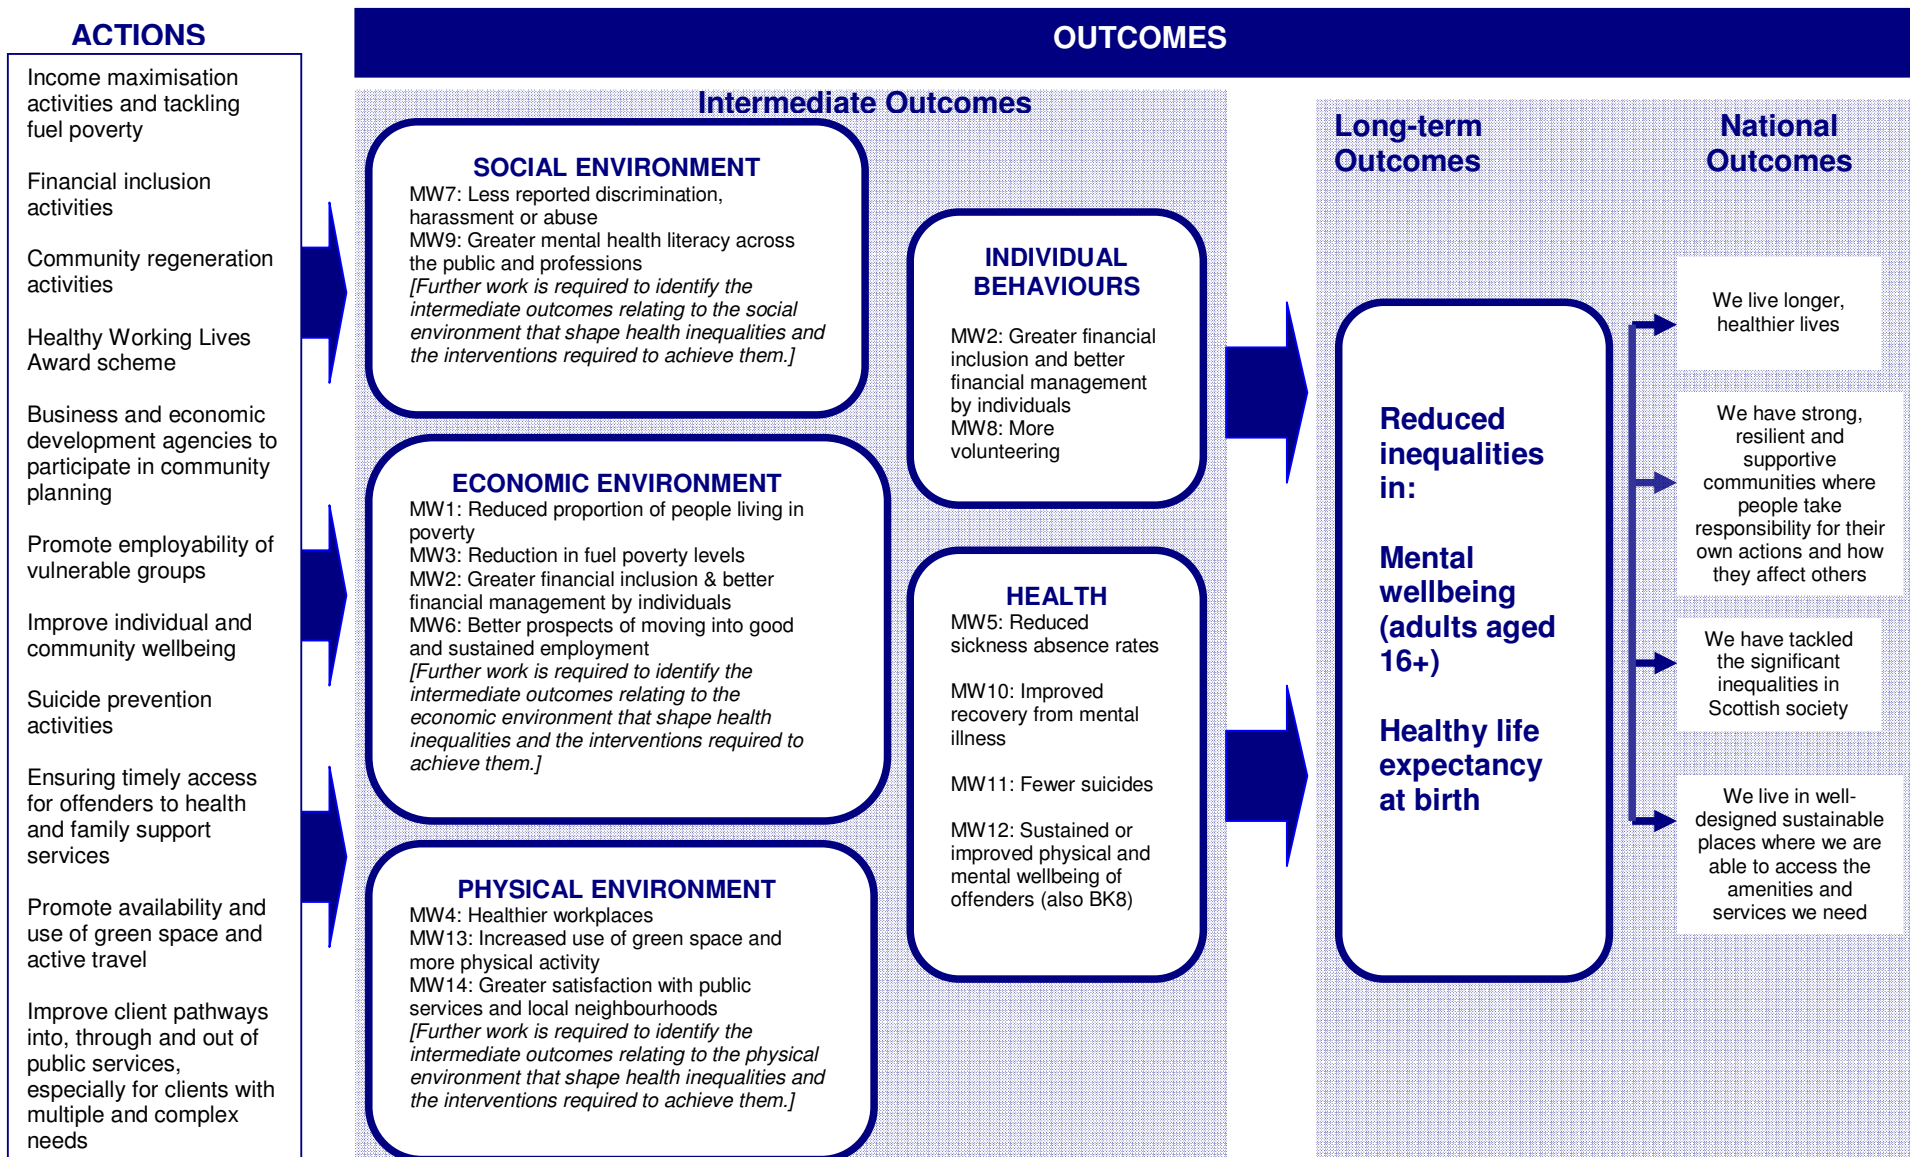 ACTIONS
Income maximisation
activities and tackling
fuel poverty
Financial inclusion
activities
Community regeneration
activities
Healthy Working Lives
Award scheme
Business and economic
development agencies to
participate in community
planning
Promote employability of
vulnerable groups
Improve individual and
community wellbeing
Suicide prevention
activities
Ensuring timely access
for offenders to health
and family support
services
Promote availability and
use of green space and
active travel
Improve client pathways
into, through and out of
public services,
especially for clients with
multiple and complex
needs
OUTCOMES
Intermediate Outcomes
SOCIAL ENVIRONMENT
MW7: Less reported discrimination,
harassment or abuse
MW9: Greater mental health literacy across
the public and professions
[Further work is required to identify the
intermediate outcomes relating to the social
environment that shape health inequalities and
the interventions required to achieve them.]
ECONOMIC ENVIRONMENT
MW1: Reduced proportion of people living in
poverty
MW3: Reduction in fuel poverty levels
MW2: Greater financial inclusion & better
financial management by individuals
MW6: Better prospects of moving into good
and sustained employment
[Further work is required to identify the
intermediate outcomes relating to the
economic environment that shape health
inequalities and the interventions required to
achieve them.]
PHYSICAL ENVIRONMENT
MW4: Healthier workplaces
MW13: Increased use of green space and
more physical activity
MW14: Greater satisfaction with public
services and local neighbourhoods
[Further work is required to identify the
intermediate outcomes relating to the physical
environment that shape health inequalities and
the interventions required to achieve them.]
INDIVIDUAL
BEHAVIOURS
MW2: Greater financial
inclusion and better
financial management
by individuals
MW8: More
volunteering
HEALTH
MW5: Reduced
sickness absence rates
MW10: Improved
recovery from mental
illness
MW11: Fewer suicides
MW12: Sustained or
improved physical and
mental wellbeing of
offenders (also BK8)
Long-term
Outcomes
Reduced
inequalities
in:
Mental
wellbeing
(adults aged
16+)
Healthy life
expectancy
at birth
National
Outcomes
We live longer,
healthier lives
We have strong,
resilient and
supportive
communities where
people take
responsibility for their
own actions and how
they affect others
We have tackled
the significant
inequalities in
Scottish society
We live in well-
designed sustainable
places where we are
able to access the
amenities and
services we need